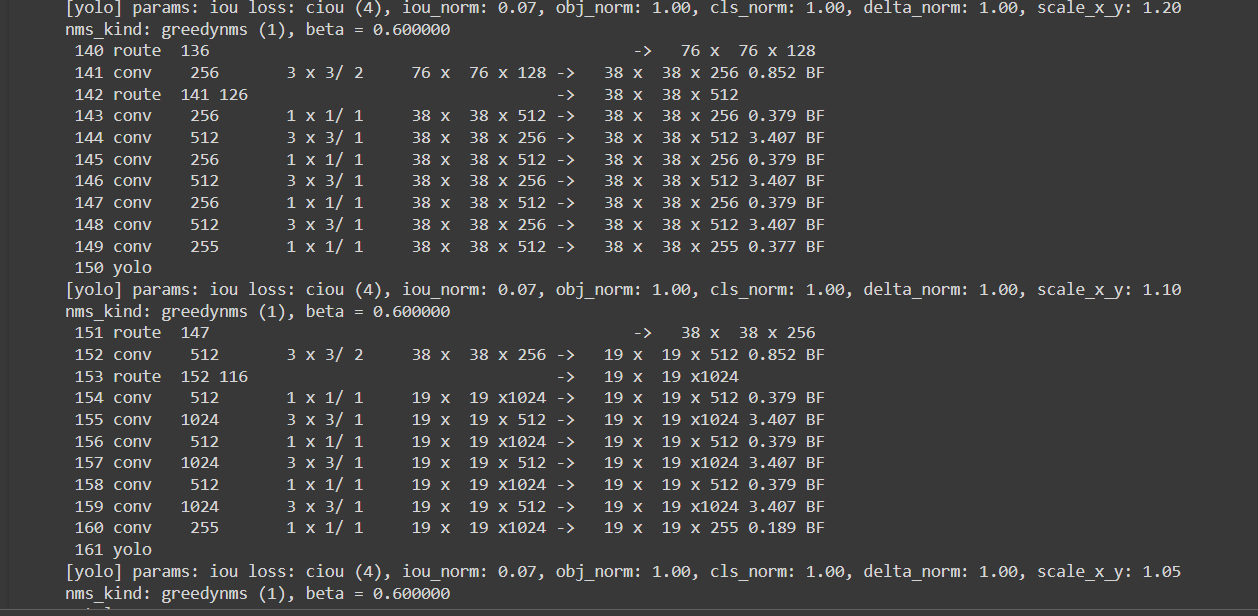 [yolo] params: iou loss: ciou (4), iou_norm: 0.07, obj_norm: 1.00, cls_norm: 1.00, delta_norm: 1.00, scale_x_y: 1.20
nms_kind: greedynms (1), beta = 0.600000
 140 route  136                                            ->   76 x  76 x 128
 141 conv    256       3 x 3/ 2     76 x  76 x 128 ->   38 x  38 x 256 0.852 BF
 142 route  141 126                                ->   38 x  38 x 512
 143 conv    256       1 x 1/ 1     38 x  38 x 512 ->   38 x  38 x 256 0.379 BF
 144 conv    512       3 x 3/ 1     38 x  38 x 256 ->   38 x  38 x 512 3.407 BF
 145 conv    256       1 x 1/ 1     38 x  38 x 512 ->   38 x  38 x 256 0.379 BF
 146 conv    512       3 x 3/ 1     38 x  38 x 256 ->   38 x  38 x 512 3.407 BF
 147 conv    256       1 x 1/ 1     38 x  38 x 512 ->   38 x  38 x 256 0.379 BF
 148 conv    512       3 x 3/ 1     38 x  38 x 256 ->   38 x  38 x 512 3.407 BF
 149 conv    255       1 x 1/ 1     38 x  38 x 512 ->   38 x  38 x 255 0.377 BF
 150 yolo
[yolo] params: iou loss: ciou (4), iou_norm: 0.07, obj_norm: 1.00, cls_norm: 1.00, delta_norm: 1.00, scale_x_y: 1.10
nms_kind: greedynms (1), beta = 0.600000
 151 route  147                                            ->   38 x  38 x 256
 152 conv    512       3 x 3/ 2     38 x  38 x 256 ->   19 x  19 x 512 0.852 BF
 153 route  152 116                                ->   19 x  19 x1024
 154 conv    512       1 x 1/ 1     19 x  19 x1024 ->   19 x  19 x 512 0.379 BF
 155 conv   1024       3 x 3/ 1     19 x  19 x 512 ->   19 x  19 x1024 3.407 BF
 156 conv    512       1 x 1/ 1     19 x  19 x1024 ->   19 x  19 x 512 0.379 BF
 157 conv   1024       3 x 3/ 1     19 x  19 x 512 ->   19 x  19 x1024 3.407 BF
 158 conv    512       1 x 1/ 1     19 x  19 x1024 ->   19 x  19 x 512 0.379 BF
 159 conv   1024       3 x 3/ 1     19 x  19 x 512 ->   19 x  19 x1024 3.407 BF
 160 conv    255       1 x 1/ 1     19 x  19 x1024 ->   19 x  19 x 255 0.189 BF
 161 yolo
[yolo] params: iou loss: ciou (4), iou_norm: 0.07, obj_norm: 1.00, cls_norm: 1.00, delta_norm: 1.00, scale_x_y: 1.05
nms_kind: greedynms (1), beta = 0.600000